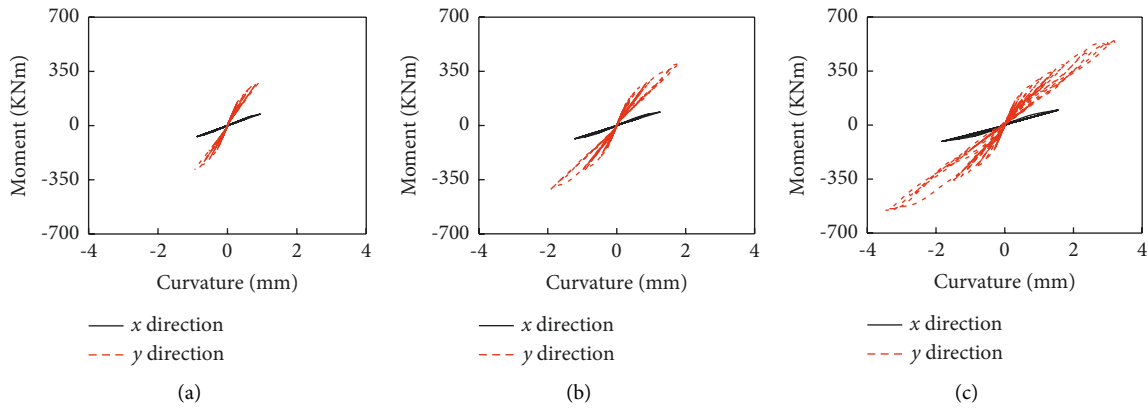 700
350
0
-350
-700
Moment (KNm)
-4 -2 0 2 4
Curvature (mm)
x direction
y direction
(a)
700
350
0
-350
-700
Moment (KNm)
-4 -2 0 2 4
Curvature (mm)
x direction
y direction
(b)
700
350
0
-350
-700
Moment (KNm)
-4 -2 0 2 4
Curvature (mm)
x direction
y direction
(c)